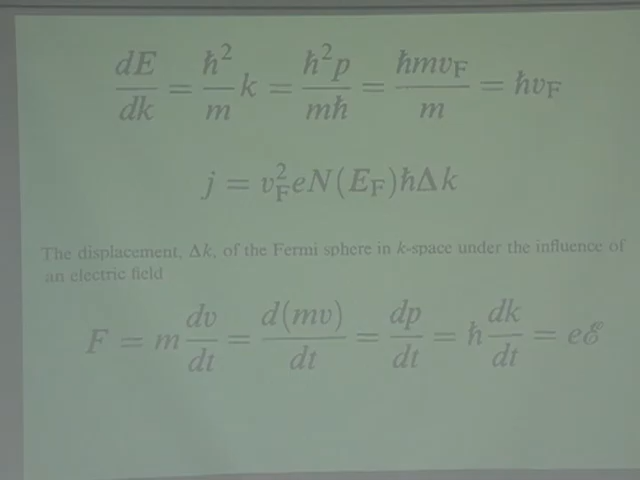 dE/dk = ħ²/m k = ħ²p/mħ = ħmv_F/m = ħv_F
j = v_F² eN(E_F)ħΔk
The displacement, Δk, of the Fermi sphere in k-space under the influence of
an electric field
F = m dv/dt = d(mv)/dt = dp/dt = ħ dk/dt = eℰ